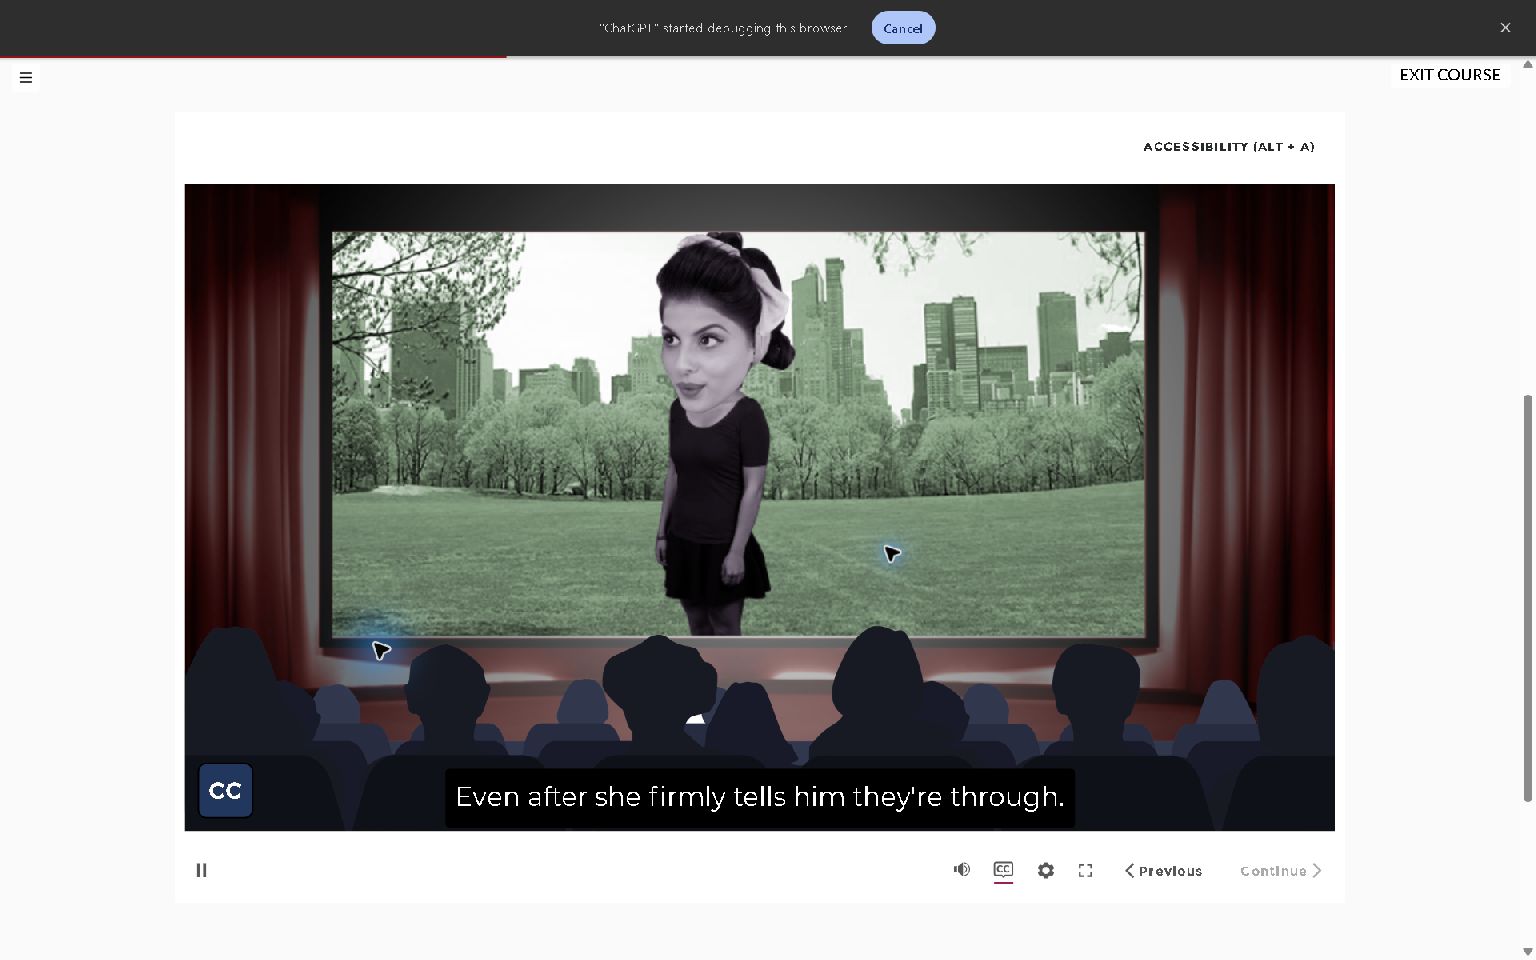 "ChatGPT" started debugging this browser
Cancel
EXIT COURSE
ACCESSIBILITY (ALT + A)
CC
Even after she firmly tells him they're through.
CC
Previous
Continue